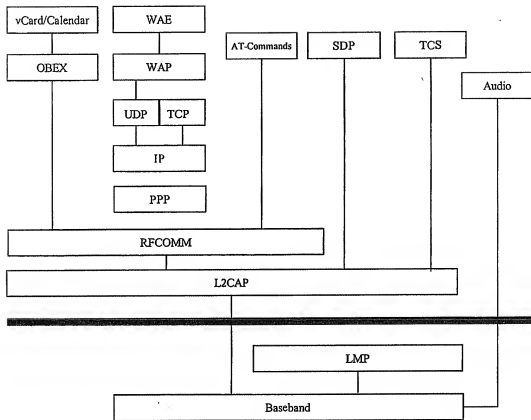 vCard/Calendar
WAE
AT-Commands
SDP
TCS
OBEX
WAP
Audio
UDP
TCP
IP
PPP
RFCOMM
L2CAP
LMP
Baseband